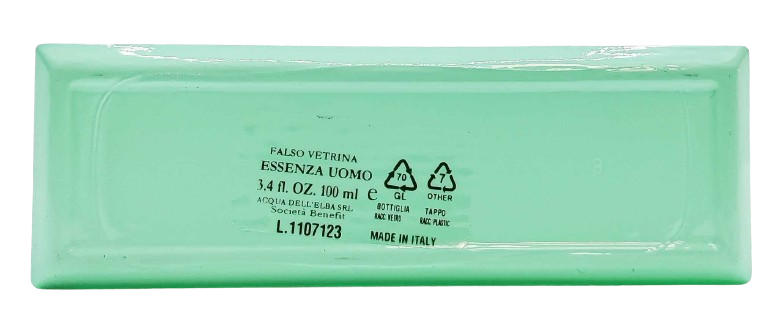 FALSO VETRINA
ESSENZA UOMO
3.4 fl. OZ. 100 ml e
ACQUA DELL'ELBA SRL
Società Benefit
L.1107123
70
GL
BOTTIGLIA
RACC. VETRO
7
OTHER
TAPPO
RACC. PLASTIC
MADE IN ITALY